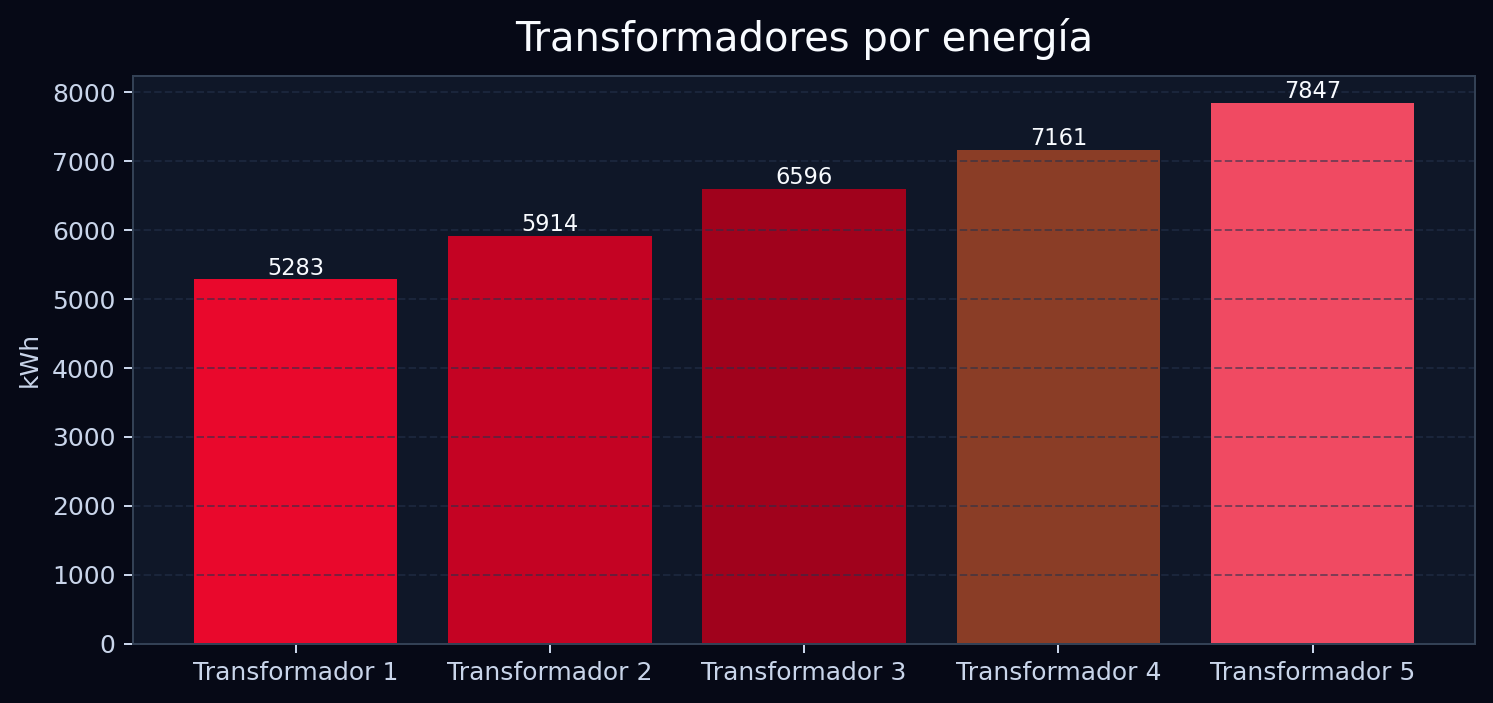 Transformadores por energía
kWh
8000
7000
6000
5000
4000
3000
2000
1000
0
5283
5914
6596
7161
7847
Transformador 1
Transformador 2
Transformador 3
Transformador 4
Transformador 5